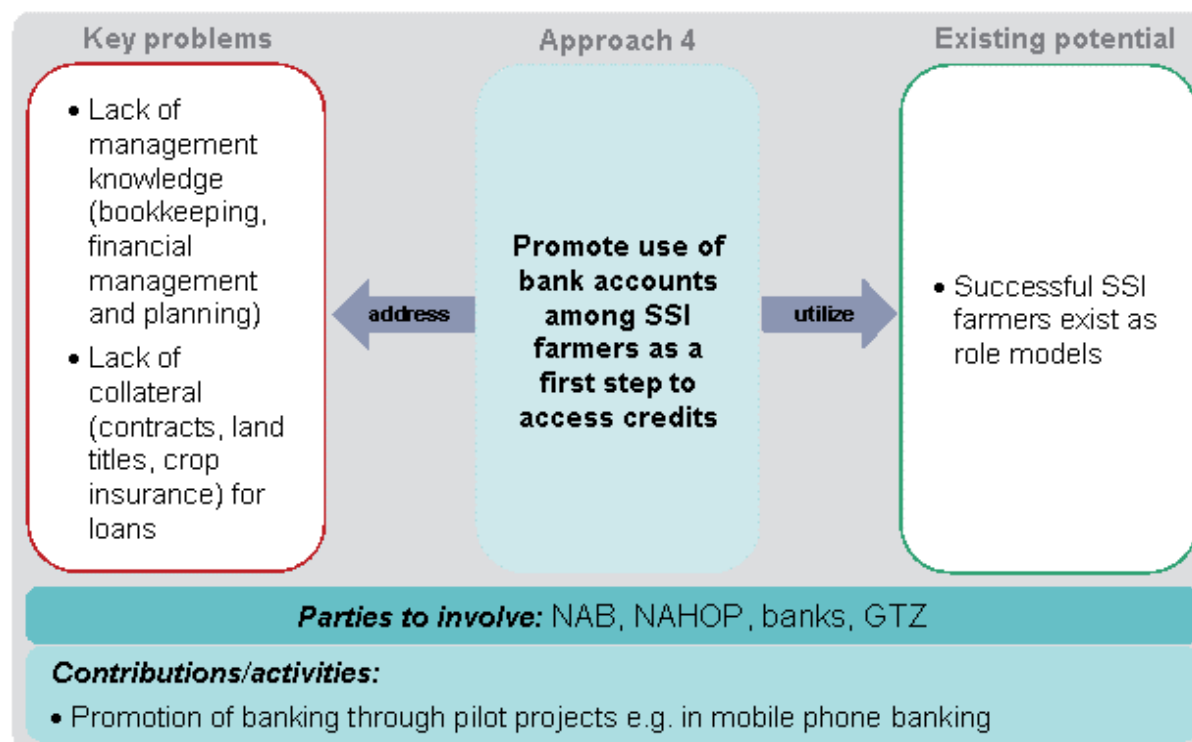 Key problems
Approach 4
Existing potential
• Lack of
management
knowledge
(bookkeeping,
financial
management
and planning)
• Lack of
collateral
(contracts, land
titles, crop
insurance) for
loans
address
Promote use of
bank accounts
among SSI
farmers as a
first step to
access credits
utilize
• Successful SSI
farmers exist as
role models
Parties to involve: NAB, NAHOP, banks, GTZ
Contributions/activities:
• Promotion of banking through pilot projects e.g. in mobile phone banking